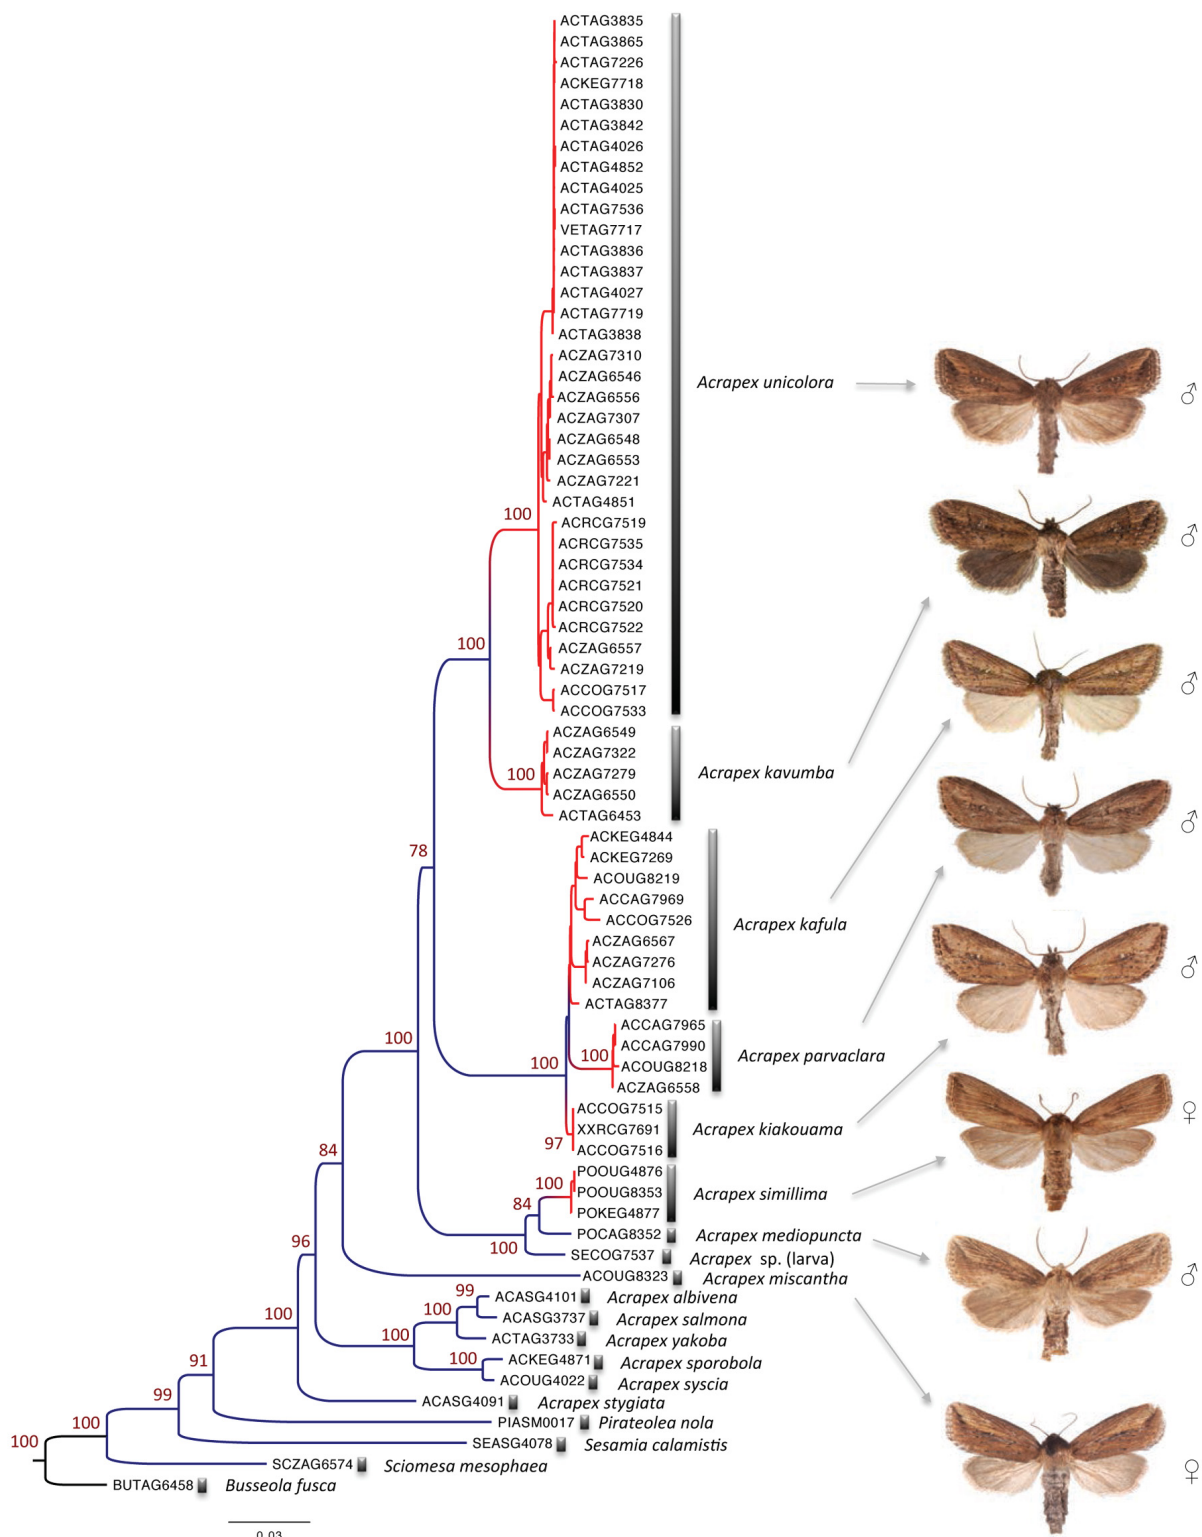 ACTAG3835
ACTAG3865
ACTAG7226
ACKEG7718
ACTAG3830
ACTAG3842
ACTAG4026
ACTAG4852
ACTAG4025
ACTAG7536
VETAG7717
ACTAG3836
ACTAG3837
ACTAG4027
ACTAG7719
ACTAG3838
ACZAG7310
ACZAG6546
Acrapex unicolora
♂
ACZAG6556
ACZAG7307
ACZAG6548
ACZAG6553
ACZAG7221
ACTAG4851
100
ACRCG7519
ACRCG7535
♂
ACRCG7534
ACRCG7521
ACRCG7520
ACRCG7522
100
ACZAG6557
ACZAG7219
♂
ACCOG7517
ACCOG7533
ACZAG6549
ACZAG7322
100
ACZAG7279
Acrapex kavumba
ACZAG6550
ACTAG6453
♂
ACKEG4844
78
ACKEG7269
ACOUG8219
ACCAG7969
ACCOG7526
Acrapex kafula
ACZAG6567
ACZAG7276
♂
ACZAG7106
ACTAG8377
ACCAG7965
100
ACCAG7990
100
100
Acrapex parvaclara
ACOUG8218
ACZAG6558
ACCOG7515
♀
XXRCG7691
Acrapex kiakouama
97
ACCOG7516
84
POOUG4876
100
POOUG8353
Acrapex simillima
84
POKEG4877
POCAG8352
Acrapex mediopuncta
100
96
SECOG7537
Acrapex sp. (larva)
ACOUG8323
Acrapex miscantha
♂
99
ACASG4101
Acrapex albivena
100
ACASG3737
Acrapex salmona
100
100
ACTAG3733
Acrapex yakoba
91
100
ACKEG4871
Acrapex sporobola
ACOUG4022
Acrapex syscia
99
ACASG4091
Acrapex stygiata
100
PIASM0017
Pirateolea nola
100
SEASG4078
Sesamia calamistis
SCZAG6574
Sciomesa mesophaea
♀
BUTAG6458
Busseola fusca
0.03